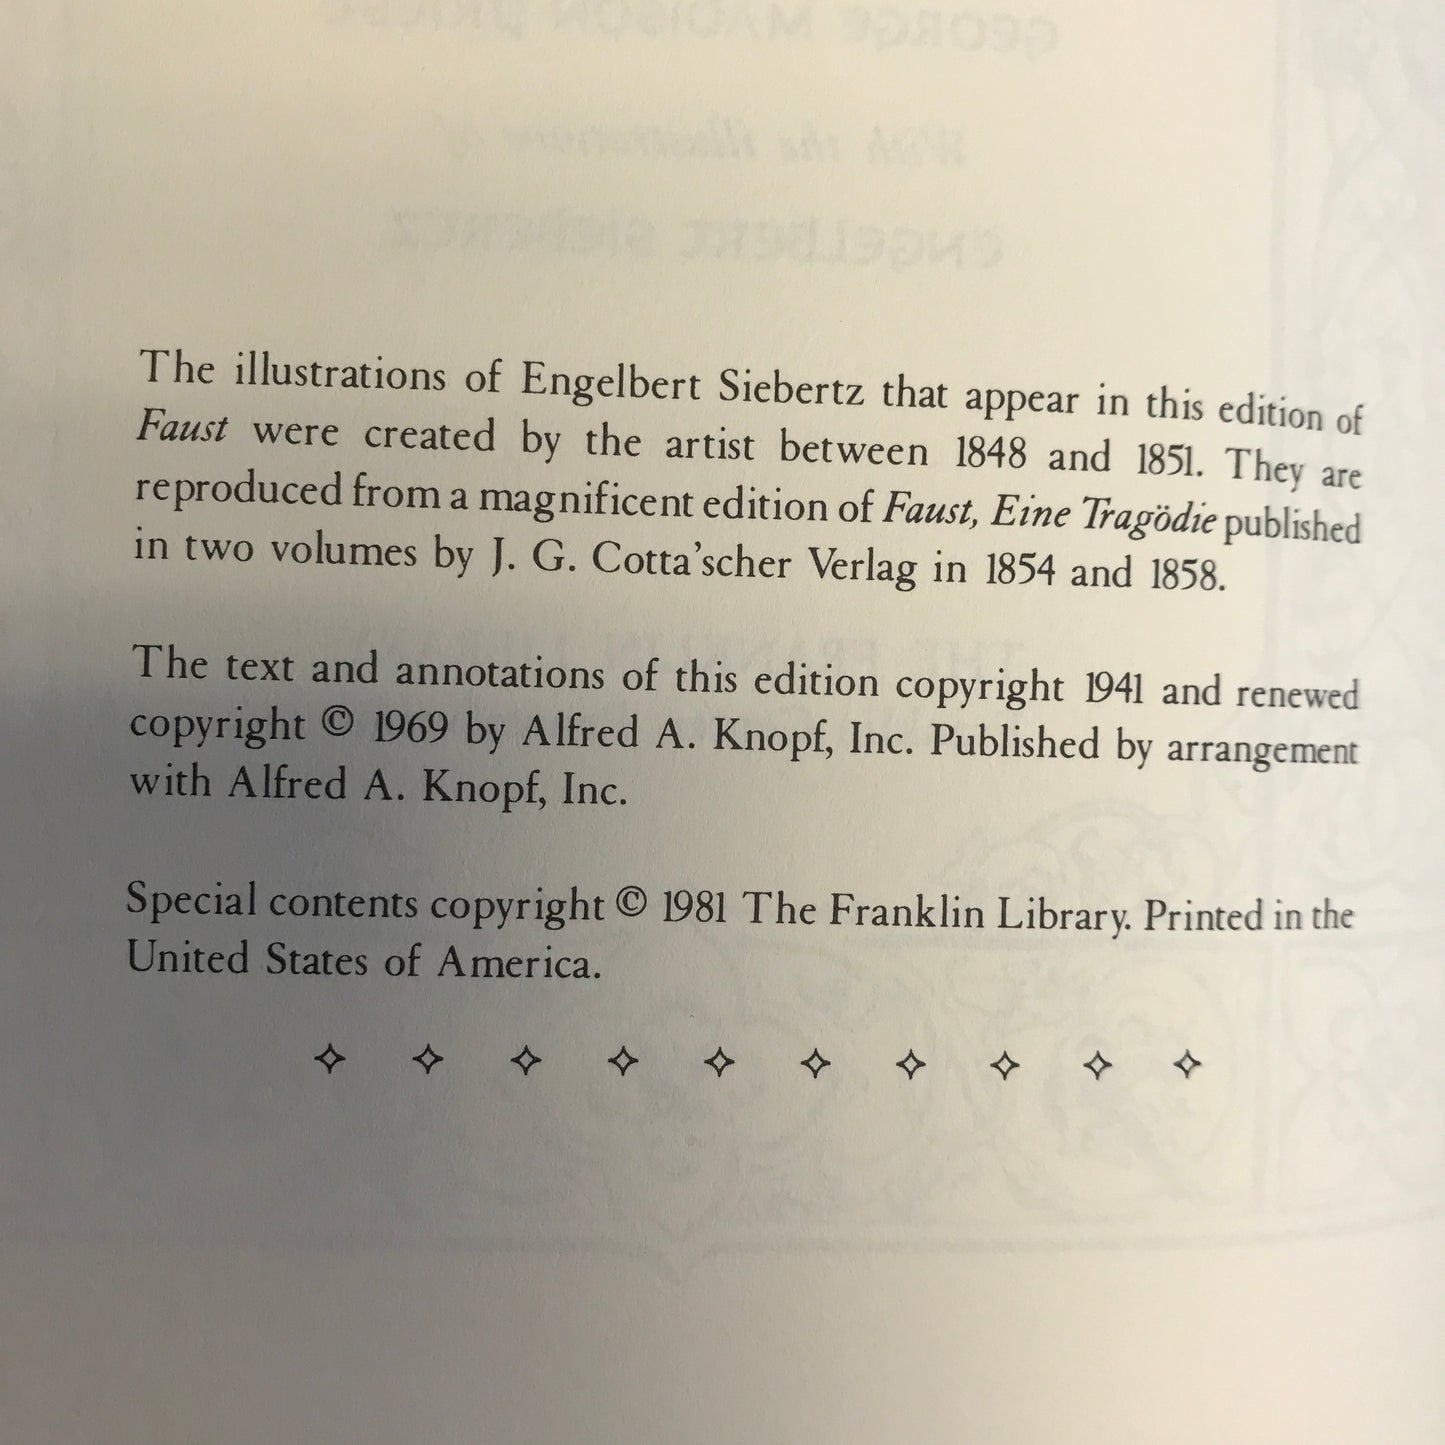 The illustrations of Engelbert Siebertz that appear in this edition of
Faust were created by the artist between 1848 and 1851. They are
reproduced from a magnificent edition of Faust, Eine Tragödie published
in two volumes by J. G. Cotta'scher Verlag in 1854 and 1858.
The text and annotations of this edition copyright 1941 and renewed
copyright © 1969 by Alfred A. Knopf, Inc. Published by arrangement
with Alfred A. Knopf, Inc.
Special contents copyright © 1981 The Franklin Library. Printed in the
United States of America.